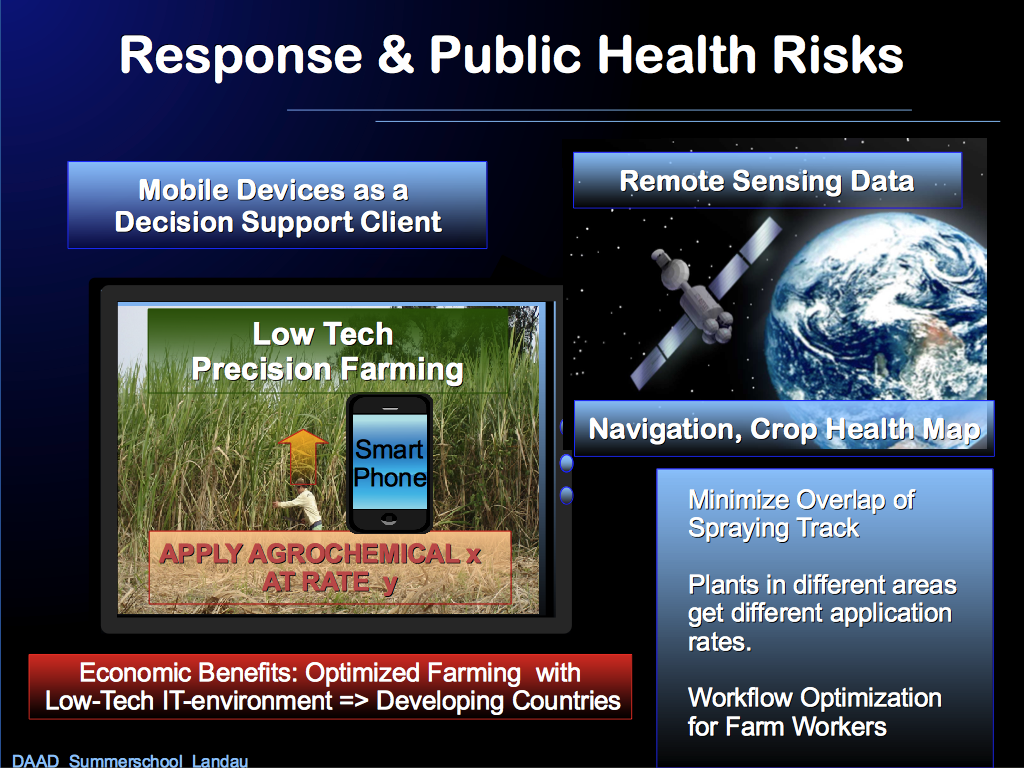 Response & Public Health Risks
Mobile Devices as a
Decision Support Client
Remote Sensing Data
Low Tech
Precision Farming
Smart
Phone
APPLY AGROCHEMICAL x
AT RATE y
Navigation, Crop Health Map
Minimize Overlap of
Spraying Track
Plants in different areas
get different application
rates.
Workflow Optimization
for Farm Workers
Economic Benefits: Optimized Farming with
Low-Tech IT-environment => Developing Countries
DAAD Summerschool Landau